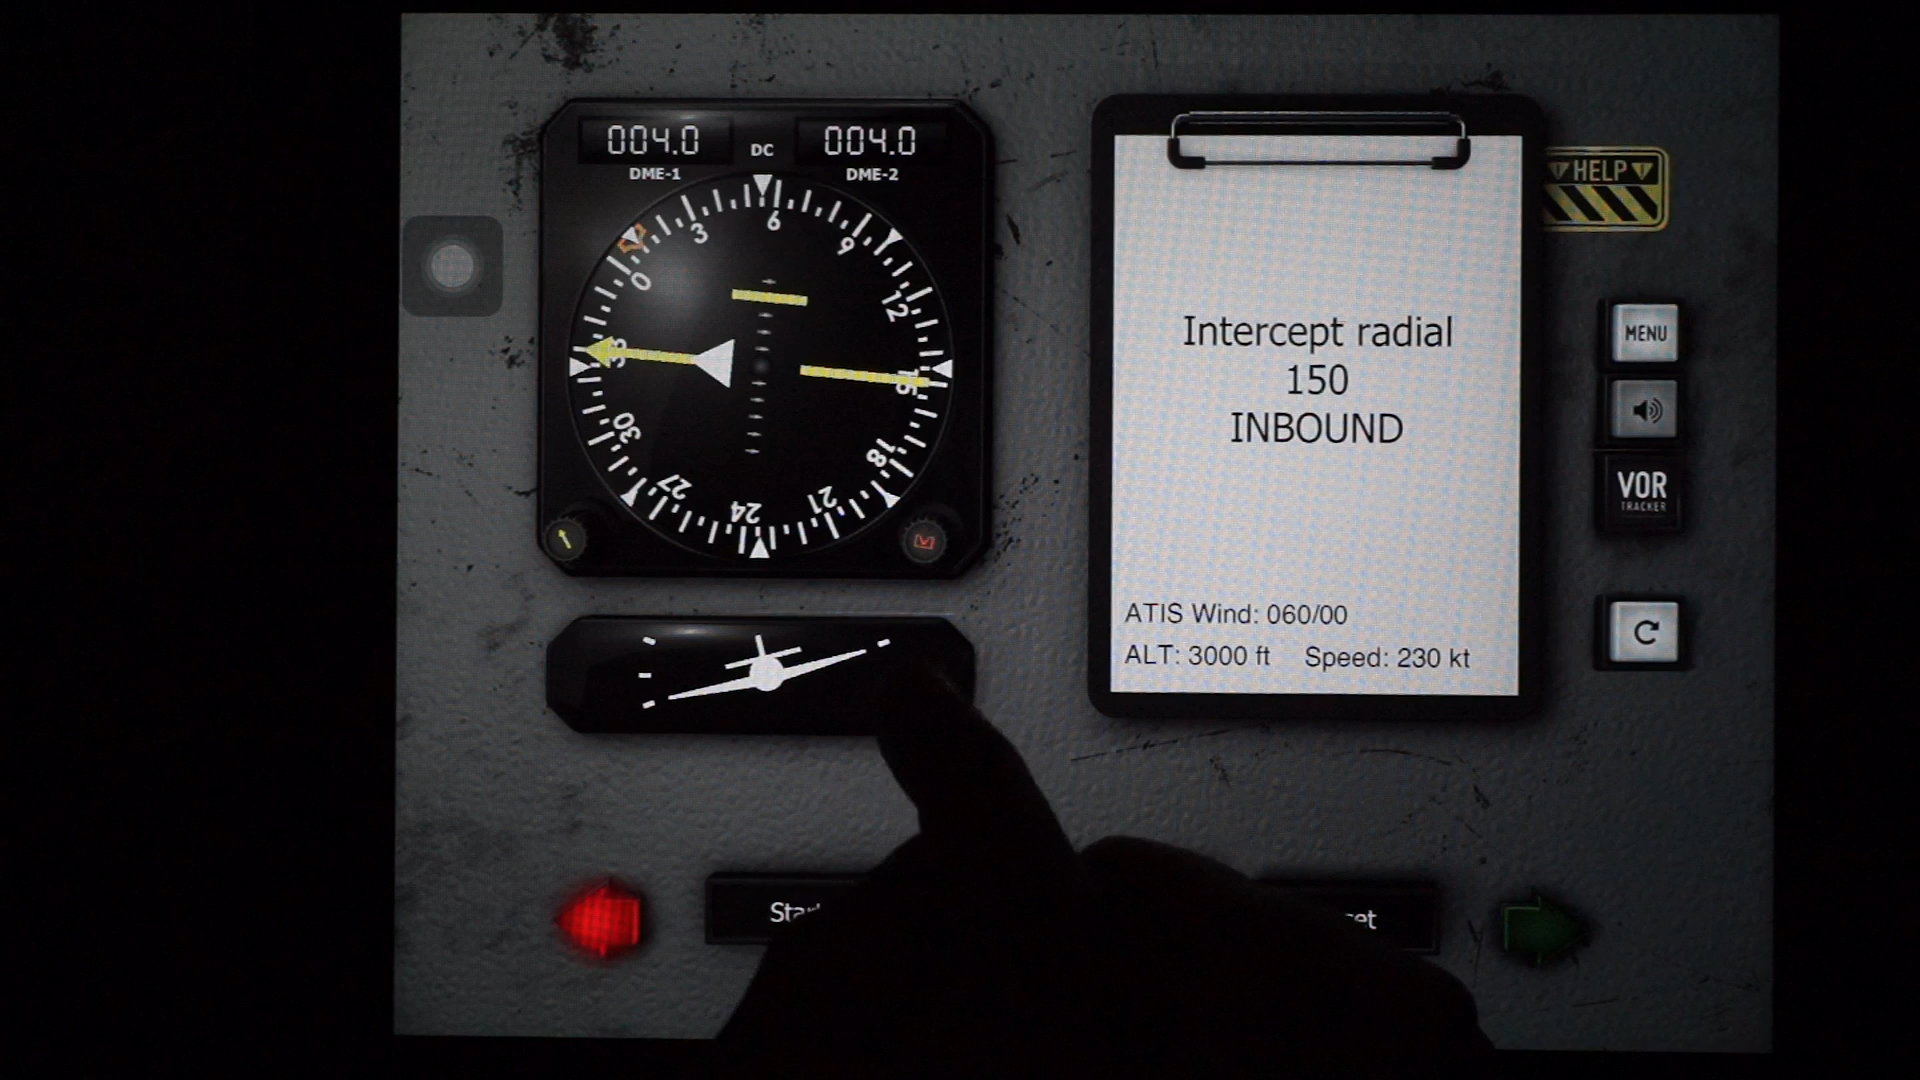 004.0 DC 004.0
DME-1 DME-2
3 6 9
0 12
33 15
30 18
27 24 21
HELP
Intercept radial
150
INBOUND
MENU
VOR
TRACKER
ATIS Wind: 060/00
ALT: 3000 ft Speed: 230 kt